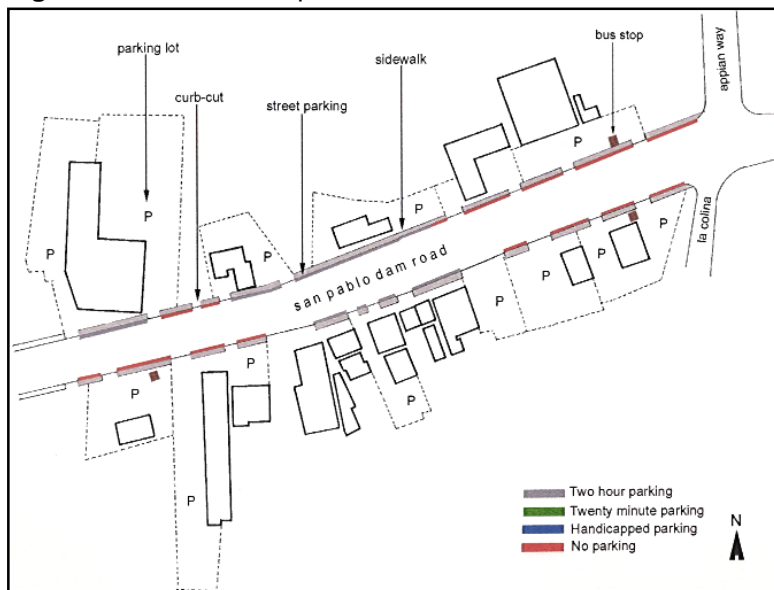 parking lot
curb-cut
street parking
sidewalk
bus stop
appian way
P
P
P
P
P
P
san pablo dam road
la colina
P
P
P
P
P
P
P
P
Two hour parking
Twenty minute parking
Handicapped parking
No parking
N